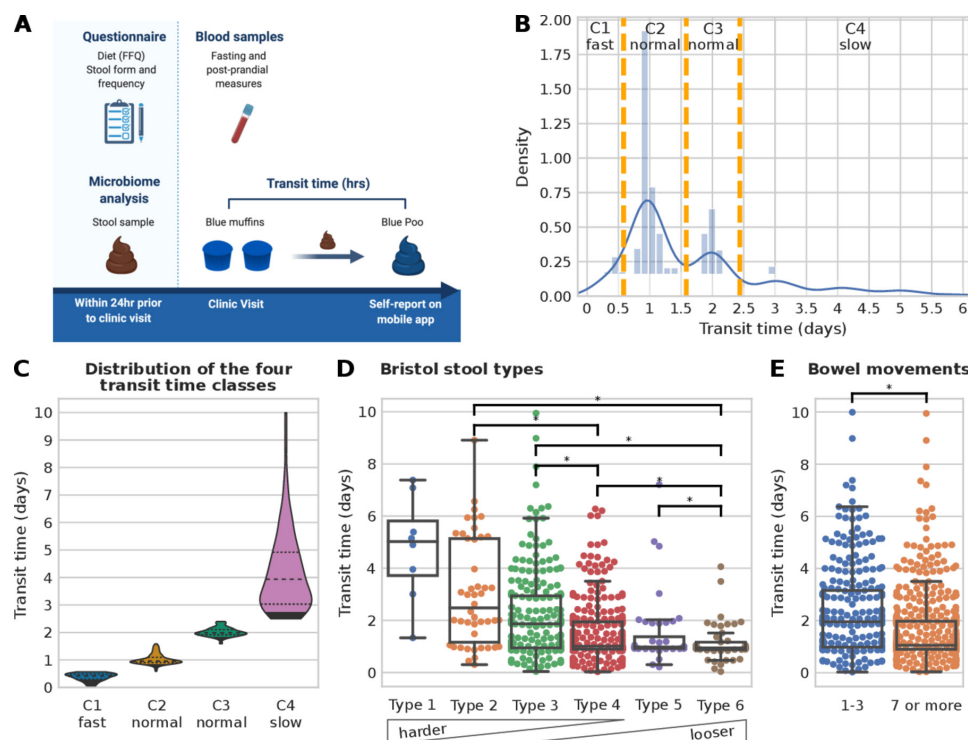 A
Questionnaire
Diet (FFQ)
Stool form and
frequency
Blood samples
Fasting and
post-prandial
measures
Microbiome
analysis
Stool sample
Transit time (hrs)
Blue muffins
Blue Poo
Within 24hr prior
to clinic visit
Clinic Visit
Self-report on
mobile app
B
C1
fast
C2
normal
C3
normal
C4
slow
2.00
1.75
1.50
1.25
1.00
0.75
0.50
0.25
0.00
Density
0 0.5 1 1.5 2 2.5 3 3.5 4 4.5 5 5.5 6
Transit time (days)
C Distribution of the four
transit time classes
10
9
8
7
6
5
4
3
2
1
0
Transit time (days)
C1
fast
C2
normal
C3
normal
C4
slow
D Bristol stool types
10
8
6
4
2
0
Transit time (days)
* * * * * *
Type 1 Type 2 Type 3 Type 4 Type 5 Type 6
harder looser
E Bowel movements
*
10
8
6
4
2
0
Transit time (days)
1-3 7 or more